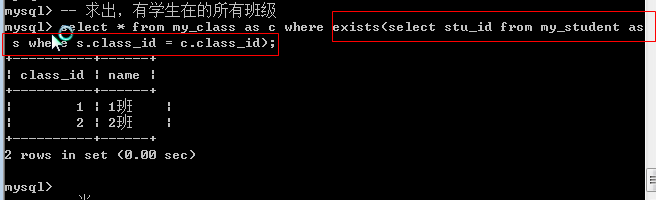 mysql> -- 求出，有学生在的所有班级
mysql> select * from my_class as c where exists(select stu_id from my_student as
 s where s.class_id = c.class_id);
+----------+------+
| class_id | name |
+----------+------+
|        1 | 1班  |
|        2 | 2班  |
+----------+------+
2 rows in set (0.00 sec)
mysql>